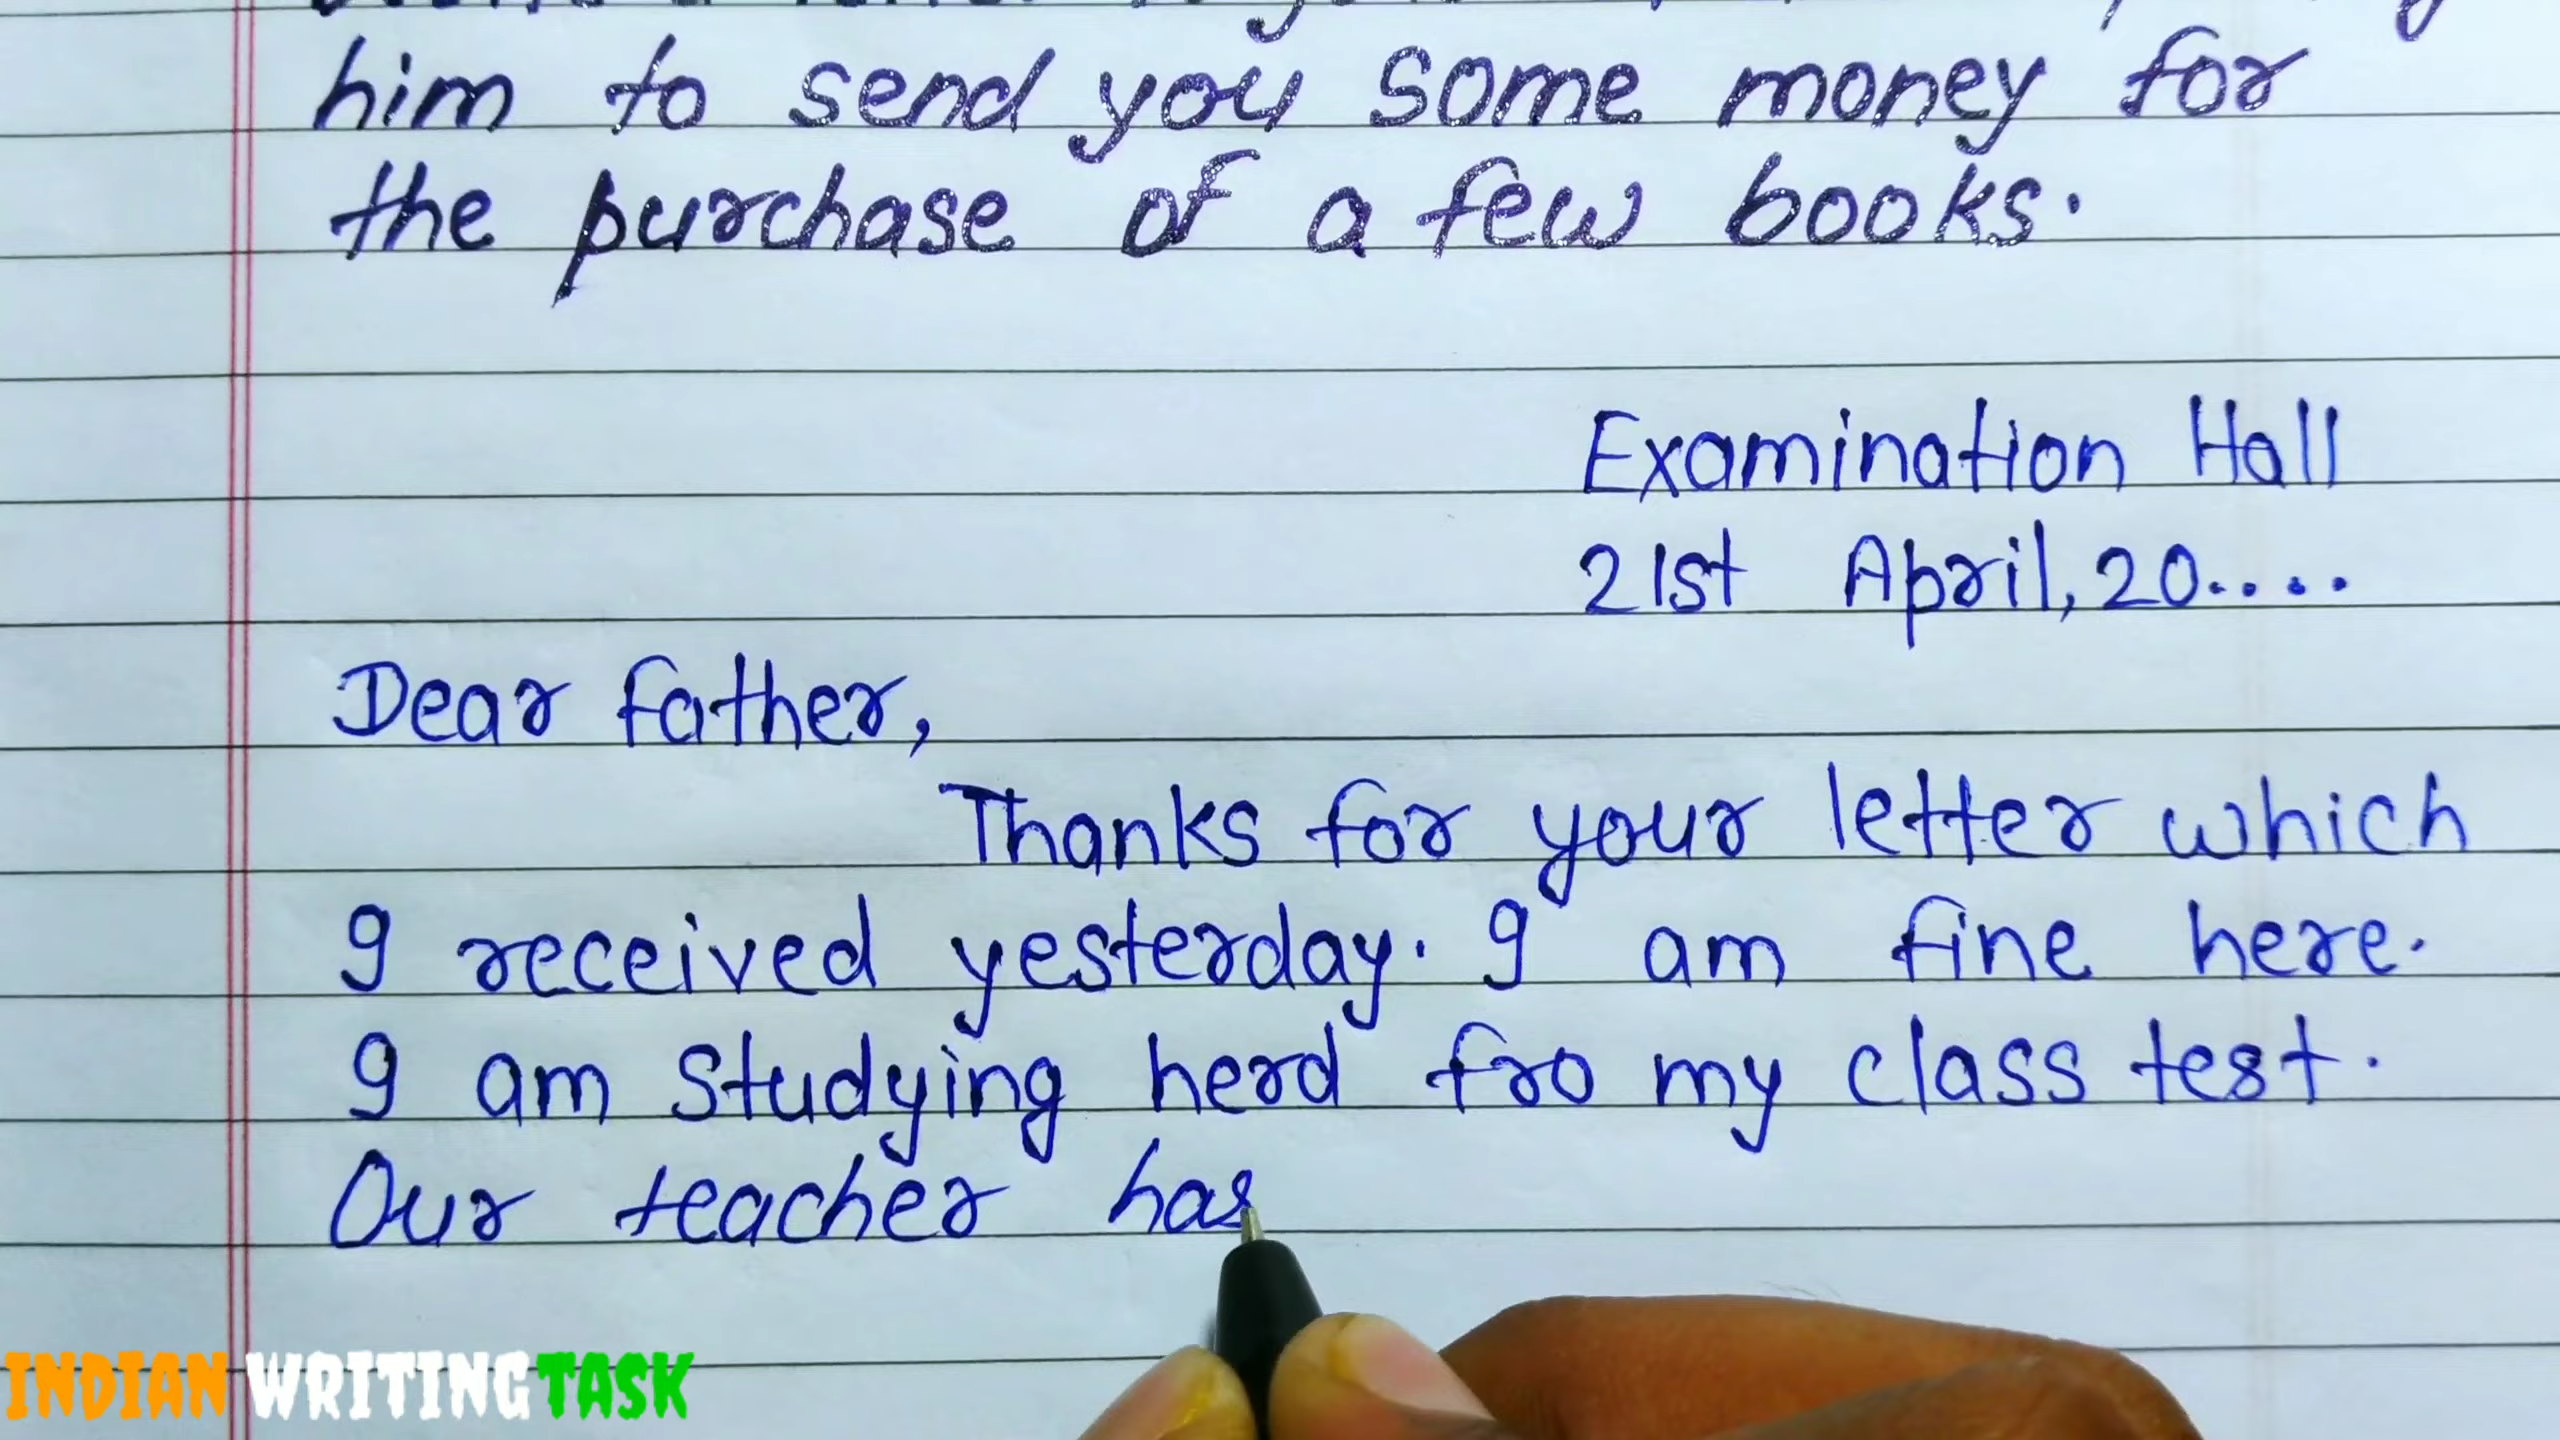 him to send you some money for
the purchase of a few books.
Examination Hall
21st April, 20....
Dear Father,
Thanks for your letter which
I received yesterday. I am fine here.
I am studying herd fro my class test.
Our teacher has
INDIAN WRITING TASK